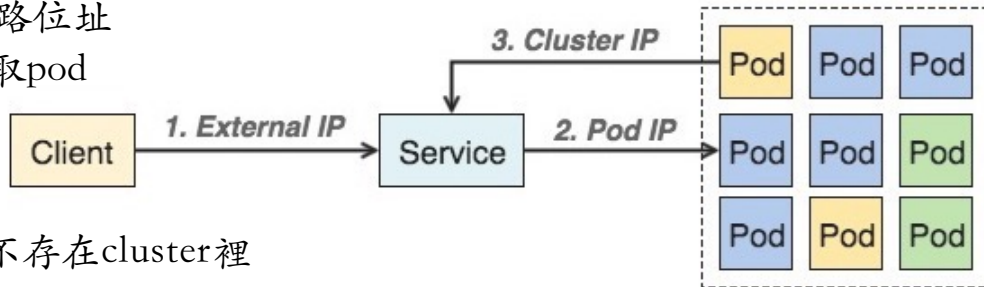 路位址
取pod
3. Cluster IP
Pod Pod Pod
Client 1. External IP Service 2. Pod IP Pod Pod Pod
Pod Pod Pod
不存在cluster裡